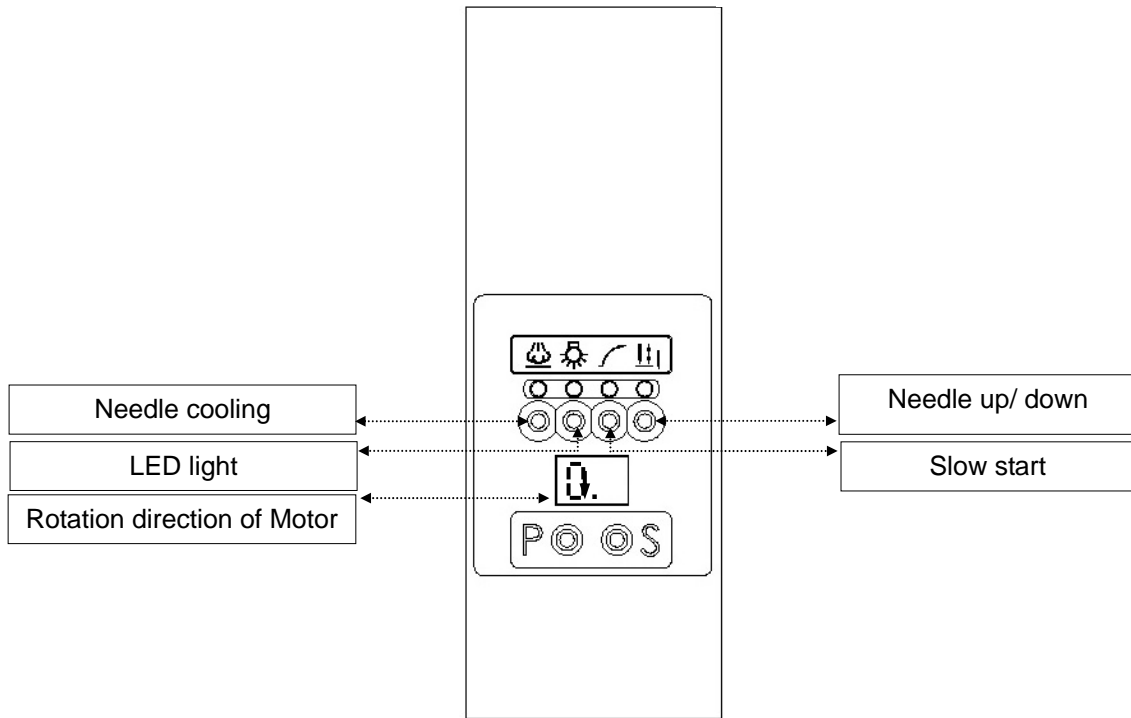 Needle cooling
Needle up/ down
LED light
Slow start
Rotation direction of Motor
0.
P S